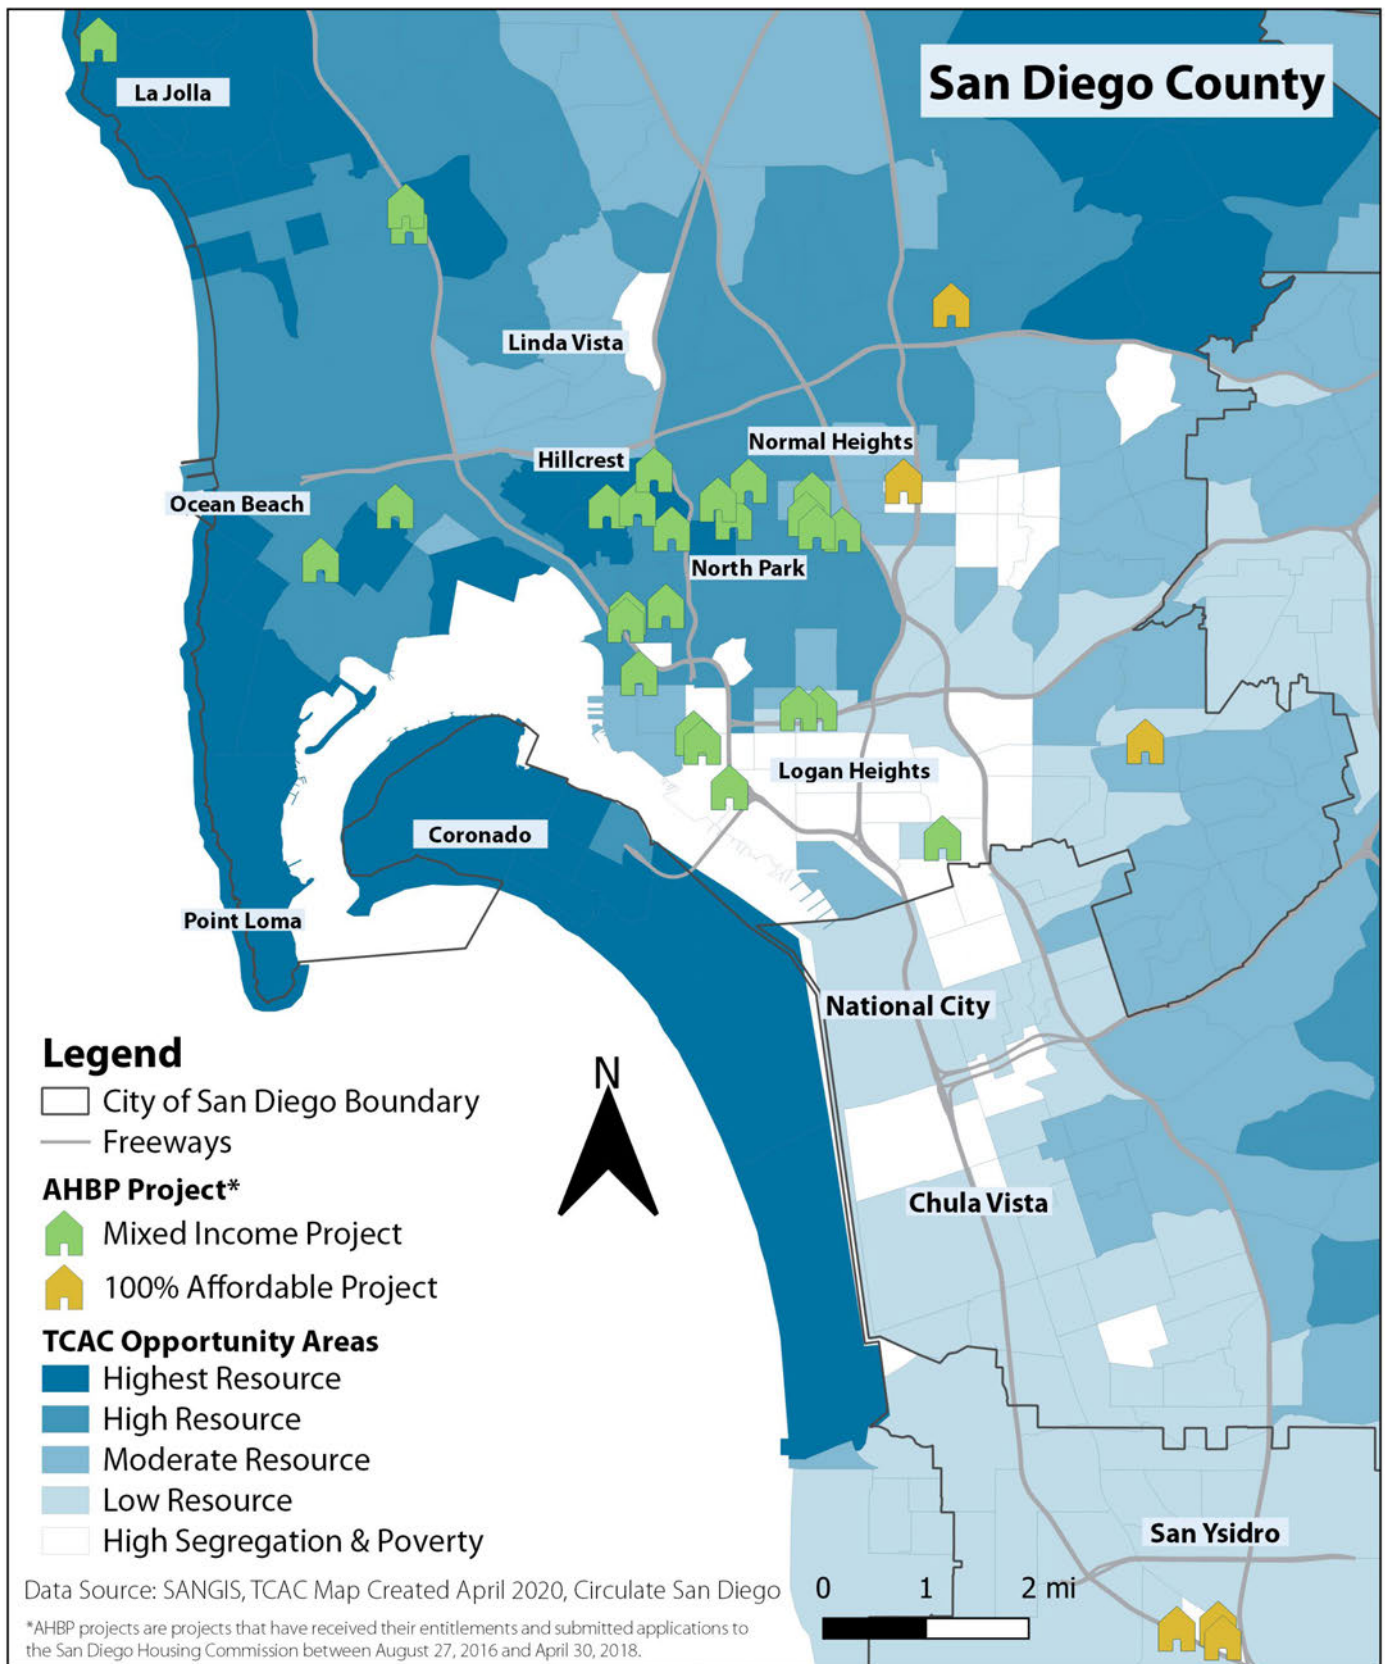 San Diego County
La Jolla
Linda Vista
Normal Heights
Hillcrest
Ocean Beach
North Park
Logan Heights
Coronado
Point Loma
National City
Chula Vista
San Ysidro
Legend
City of San Diego Boundary
Freeways
AHBP Project*
Mixed Income Project
100% Affordable Project
TCAC Opportunity Areas
Highest Resource
High Resource
Moderate Resource
Low Resource
High Segregation & Poverty
N
0 1 2 mi
Data Source: SANGIS, TCAC Map Created April 2020, Circulate San Diego
*AHBP projects are projects that have received their entitlements and submitted applications to
the San Diego Housing Commission between August 27, 2016 and April 30, 2018.